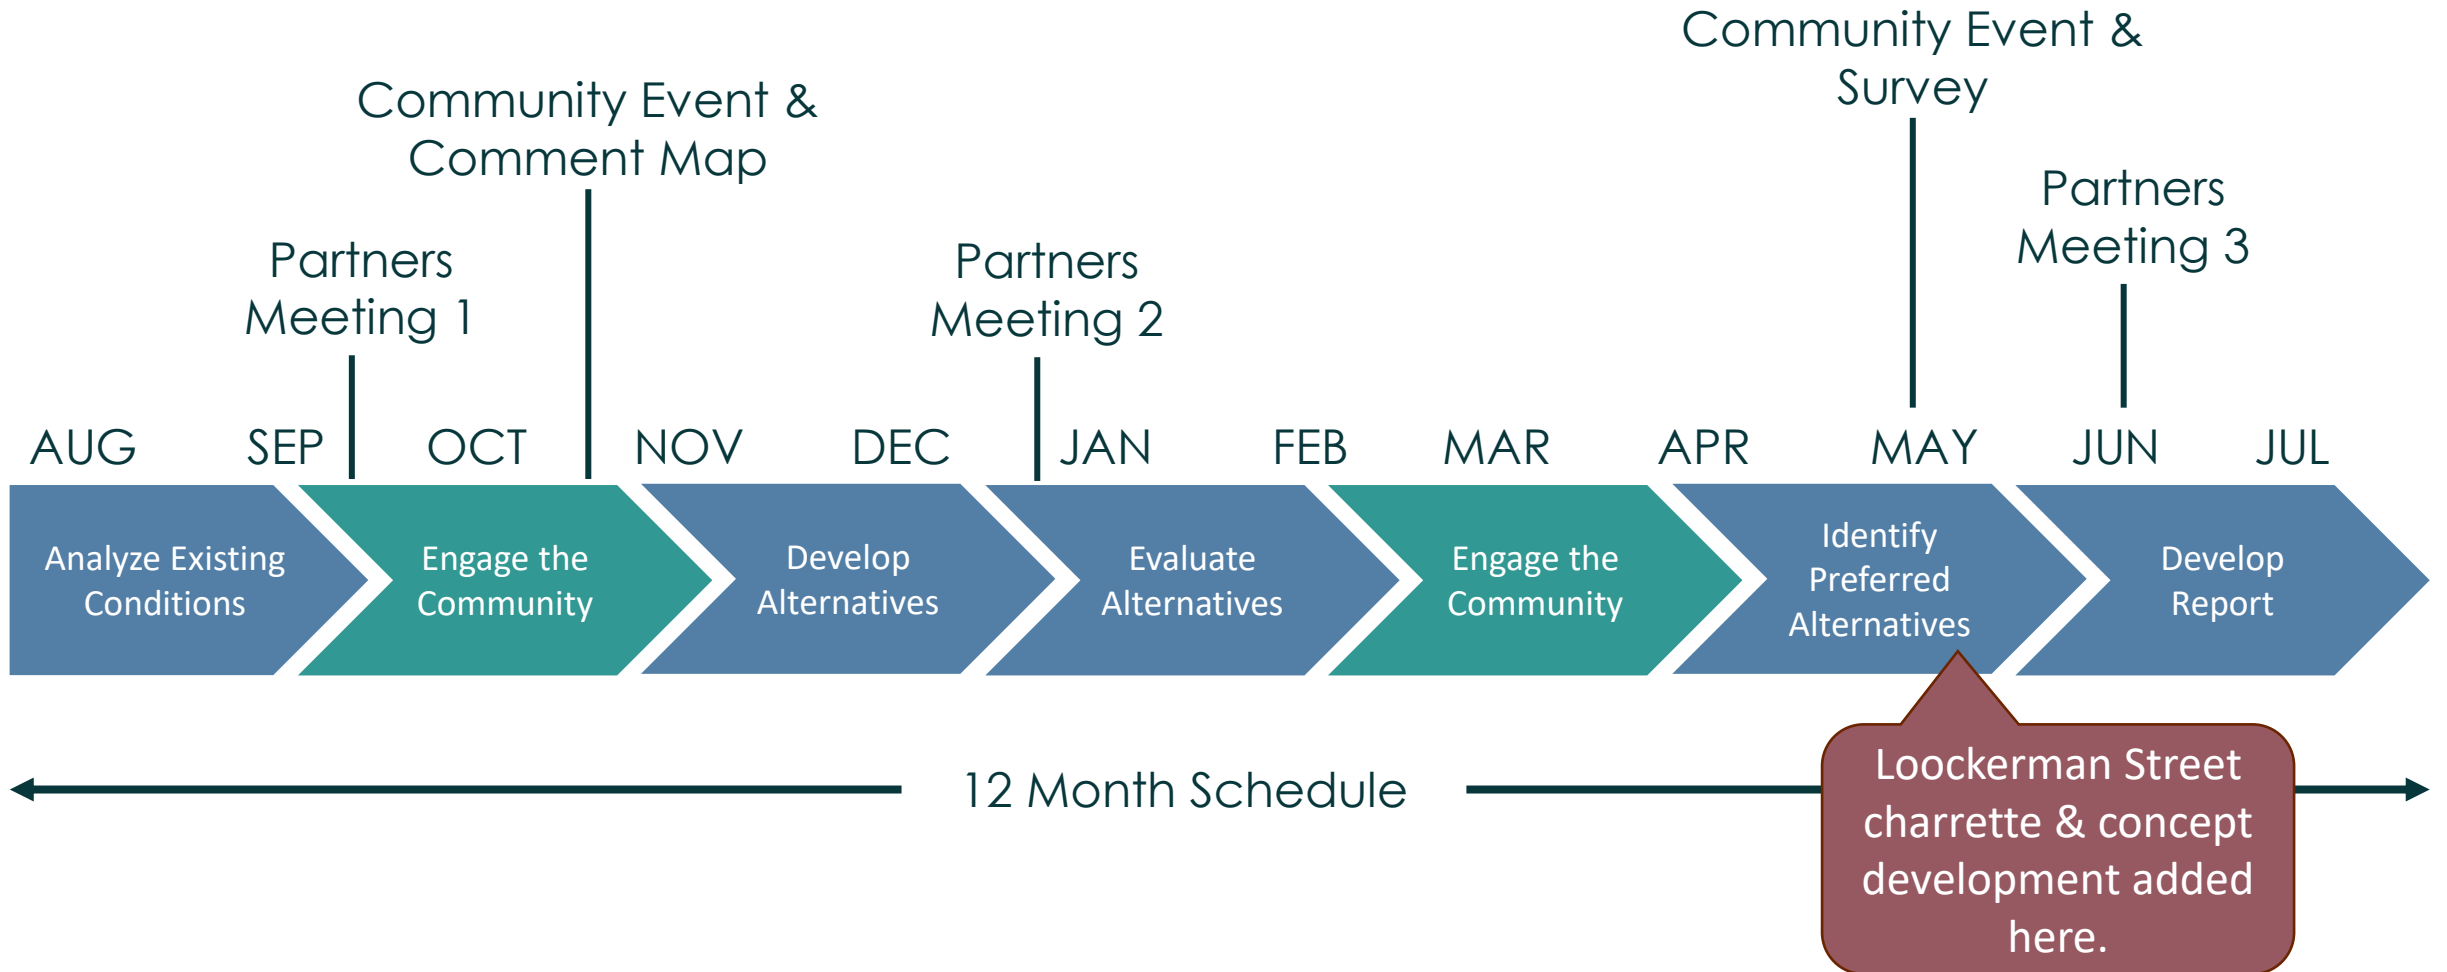 Community Event &
Survey
Community Event &
Comment Map
Partners
Meeting 3
Partners
Meeting 1
Partners
Meeting 2
AUG SEP OCT NOV DEC JAN FEB MAR APR MAY JUN JUL
Analyze Existing
Conditions
Engage the
Community
Develop
Alternatives
Evaluate
Alternatives
Engage the
Community
Identify
Preferred
Alternatives
Develop
Report
12 Month Schedule
Loockerman Street
charrette & concept
development added
here.